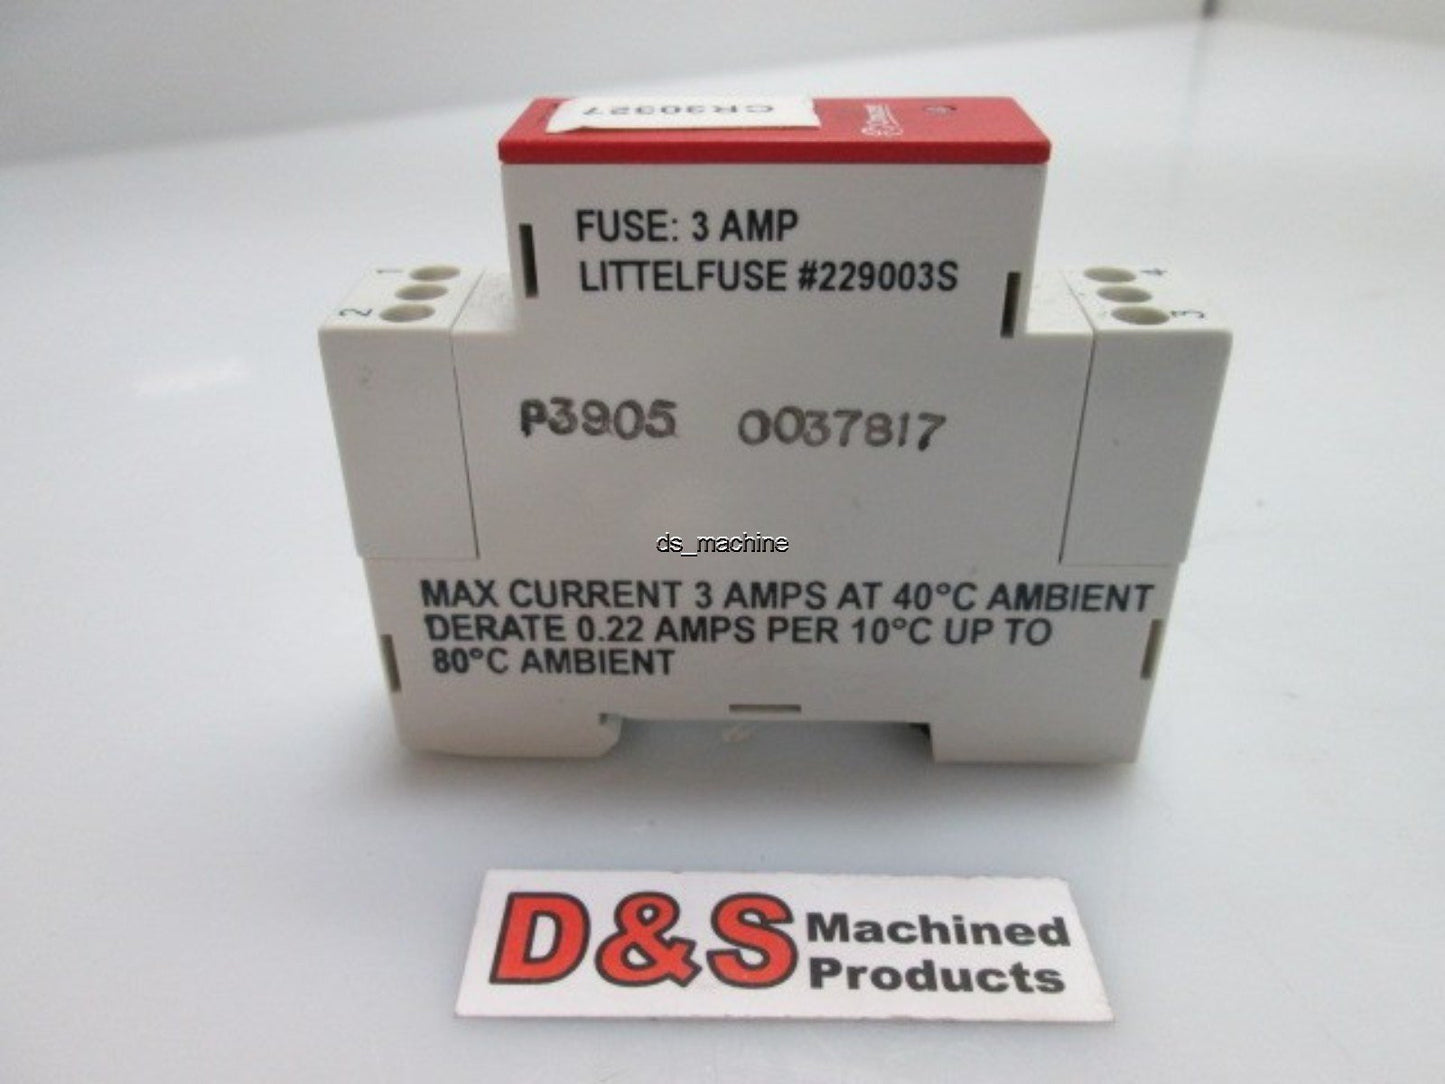 CR30327
FUSE: 3 AMP
LITTELFUSE #229003S
1
2
4
3
P3905 0037817
ds_machine
MAX CURRENT 3 AMPS AT 40°C AMBIENT
DERATE 0.22 AMPS PER 10°C UP TO
80°C AMBIENT
D&S Machined
Products